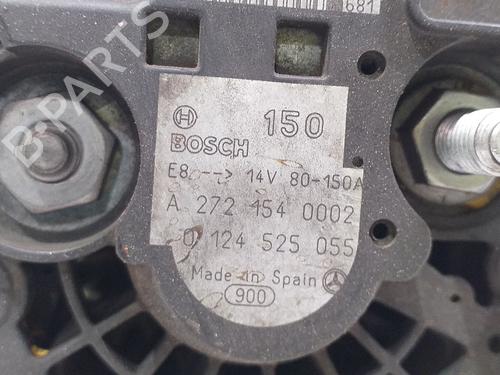 681
150
BOSCH
E8 --> 14V 80-150A
A 272 154 0002
0 124 525 055
Made in Spain
900
B-PARTS